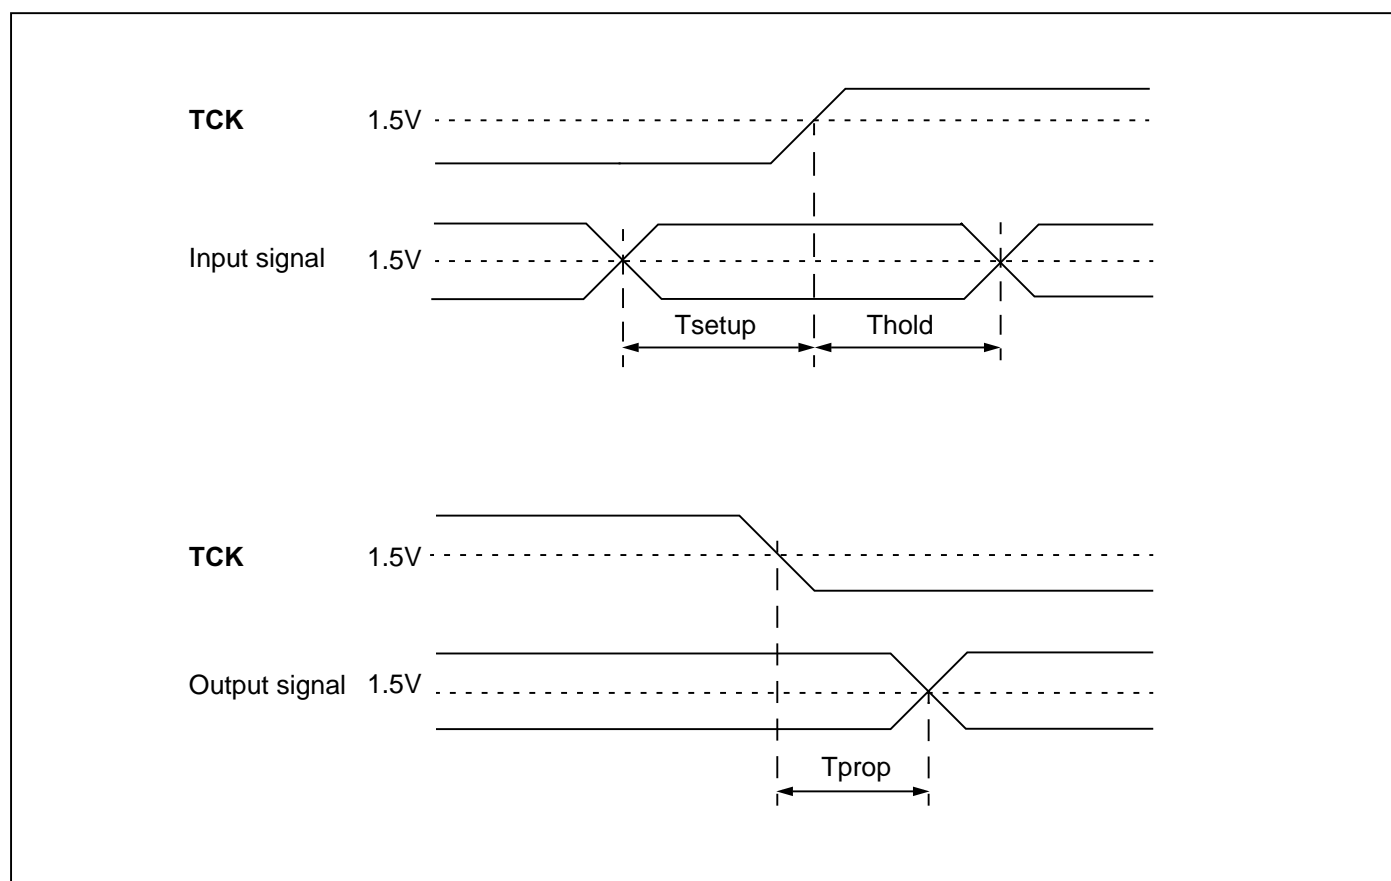 TCK 1.5V
Input signal 1.5V
Tsetup Thold
TCK 1.5V
Output signal 1.5V
Tprop